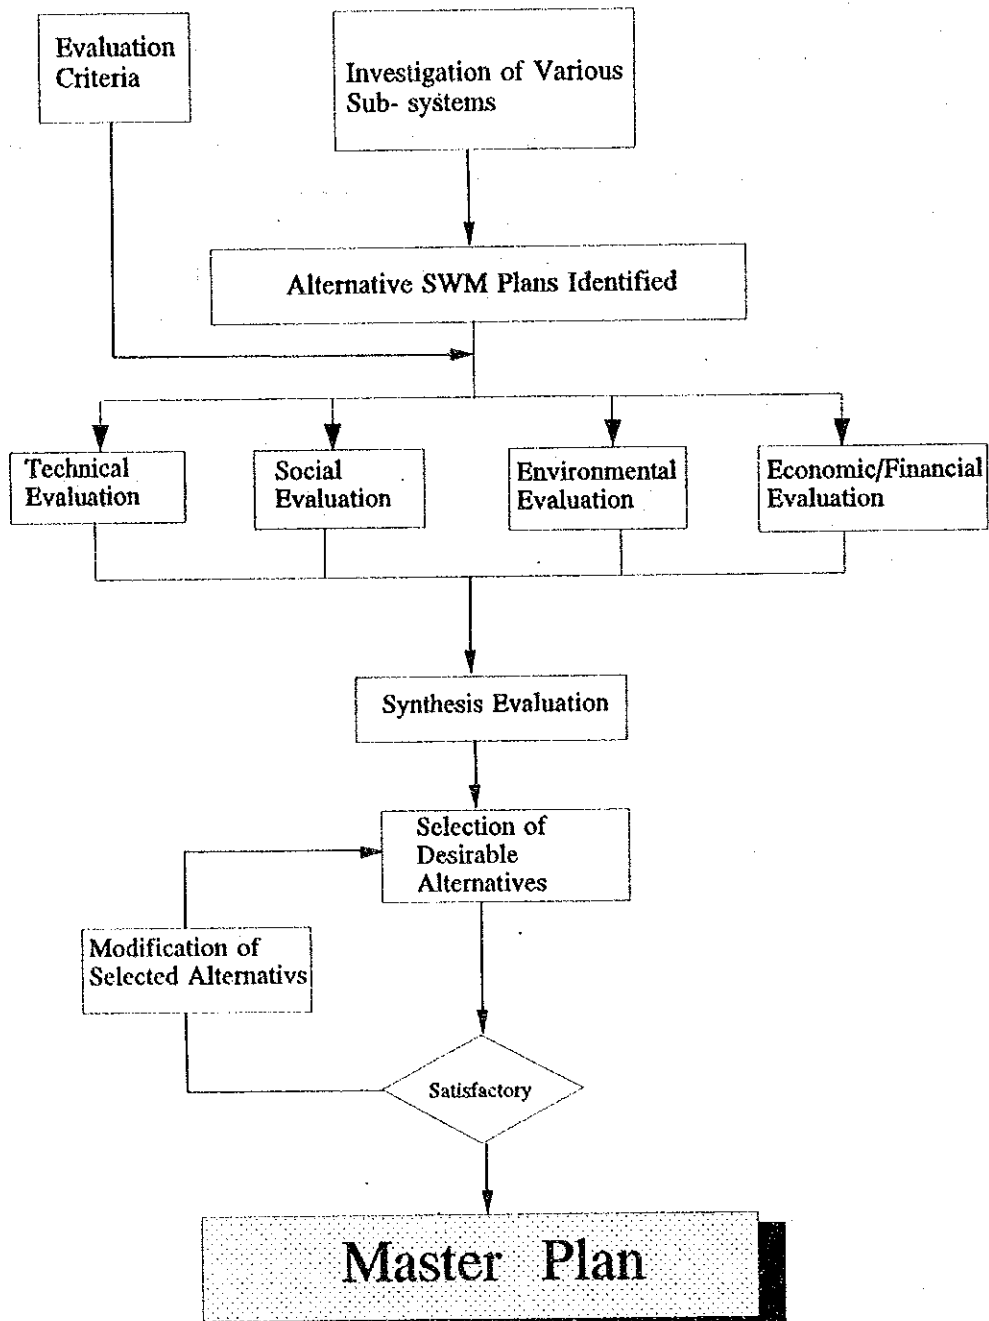 Evaluation
Criteria
Investigation of Various
Sub- systems
Alternative SWM Plans Identified
Technical
Evaluation
Social
Evaluation
Environmental
Evaluation
Economic/Financial
Evaluation
Synthesis Evaluation
Selection of
Desirable
Alternatives
Modification of
Selected Alternativs
Satisfactory
Master Plan